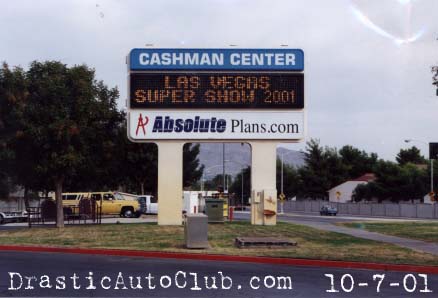 CASHMAN CENTER
LAS VEGAS
SUPER SHOW 2001
Absolute Plans.com
DrasticAutoClub.com 10-7-01